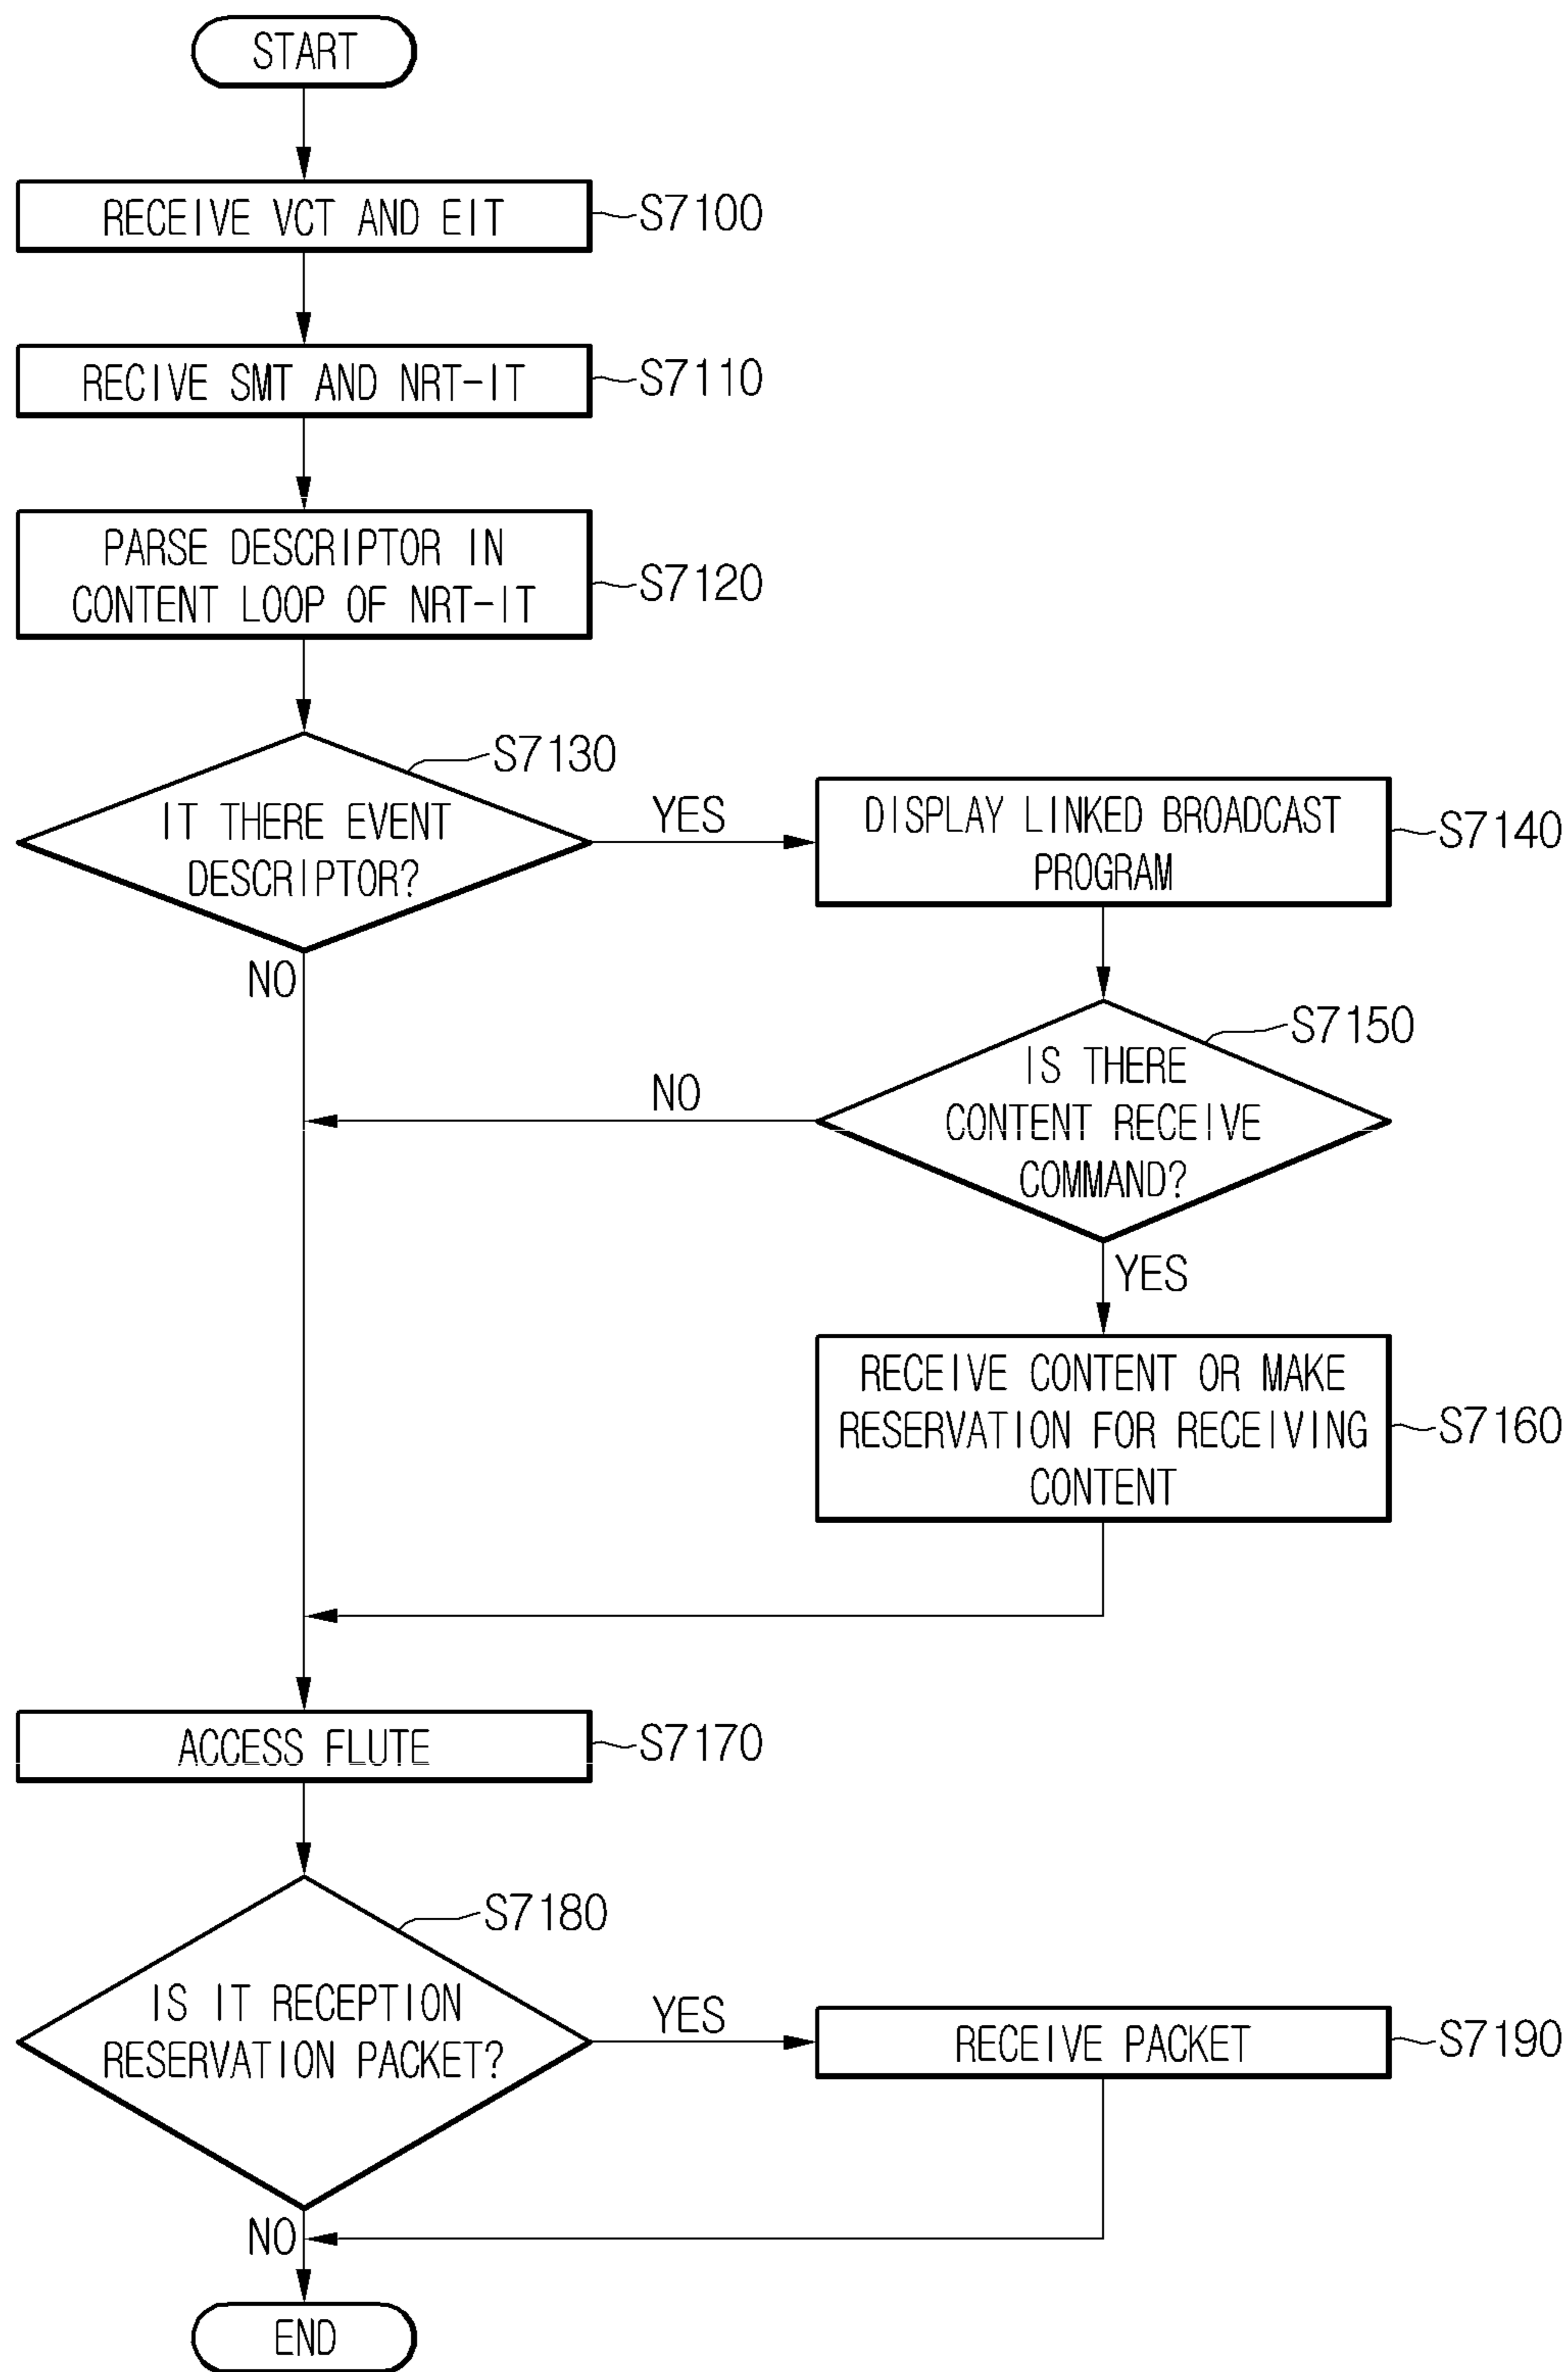 START
RECEIVE VCT AND EIT
S7100
RECIVE SMT AND NRT-IT
S7110
PARSE DESCRIPTOR IN
CONTENT LOOP OF NRT-IT
S7120
S7130
IT THERE EVENT
DESCRIPTOR?
YES
NO
DISPLAY LINKED BROADCAST
PROGRAM
S7140
S7150
IS THERE
CONTENT RECEIVE
COMMAND?
NO
YES
RECEIVE CONTENT OR MAKE
RESERVATION FOR RECEIVING
CONTENT
S7160
ACCESS FLUTE
S7170
S7180
IS IT RECEPTION
RESERVATION PACKET?
YES
RECEIVE PACKET
S7190
NO
END